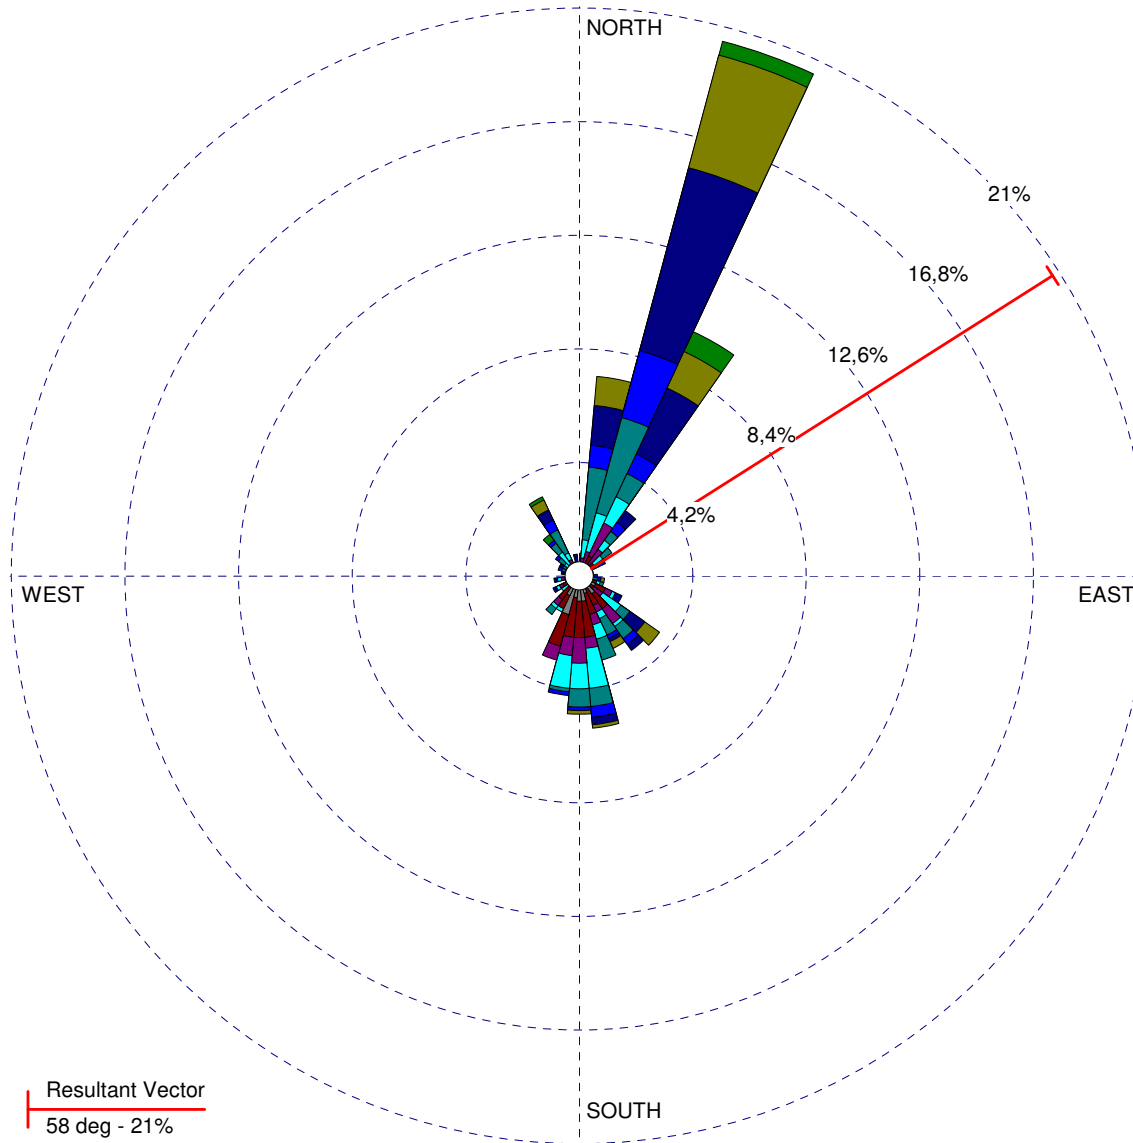 NORTH
21%
16,8%
12,6%
8,4%
4,2%
WEST
EAST
Resultant Vector
58 deg - 21%
SOUTH